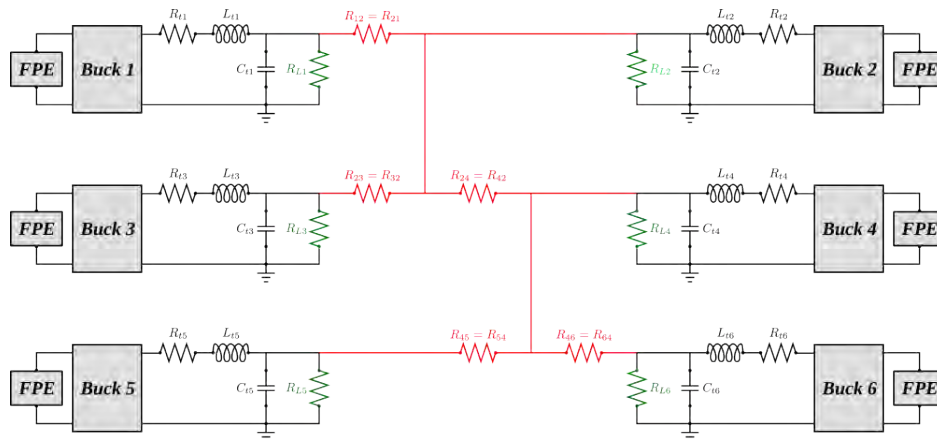 R_{t1} L_{t1} R_{12} = R_{21} L_{t2} R_{t2}
FPE Buck 1 C_{t1} R_{L1} R_{L2} C_{t2} Buck 2 FPE
R_{t3} L_{t3} R_{23} = R_{32} R_{24} = R_{42} L_{t4} R_{t4}
FPE Buck 3 C_{t3} R_{L3} R_{L4} C_{t4} Buck 4 FPE
R_{t5} L_{t5} R_{45} = R_{54} R_{46} = R_{64} L_{t6} R_{t6}
FPE Buck 5 C_{t5} R_{L5} R_{L6} C_{t6} Buck 6 FPE